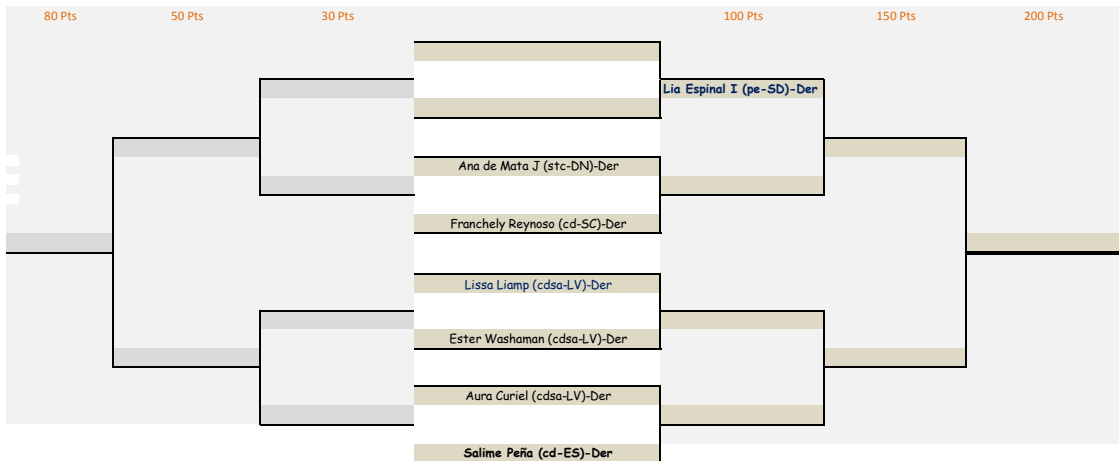 80 Pts 50 Pts 30 Pts 100 Pts 150 Pts 200 Pts
Lia Espinal I (pe-SD)-Der
Ana de Mata J (stc-DN)-Der
Franchely Reynoso (cd-SC)-Der
Lissa Liamp (cdsa-LV)-Der
Ester Washaman (cdsa-LV)-Der
Aura Curiel (cdsa-LV)-Der
Salime Peña (cd-ES)-Der